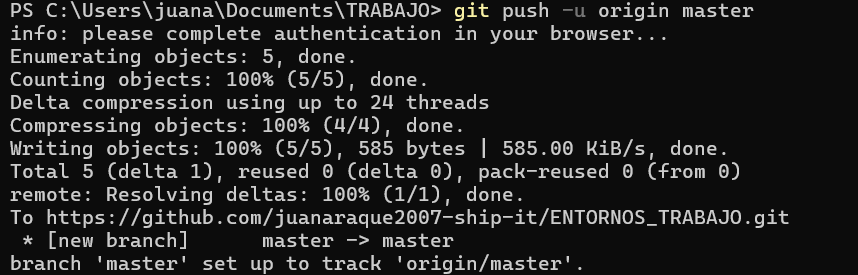 PS C:\Users\juana\Documents\TRABAJO> git push -u origin master
info: please complete authentication in your browser...
Enumerating objects: 5, done.
Counting objects: 100% (5/5), done.
Delta compression using up to 24 threads
Compressing objects: 100% (4/4), done.
Writing objects: 100% (5/5), 585 bytes | 585.00 KiB/s, done.
Total 5 (delta 1), reused 0 (delta 0), pack-reused 0 (from 0)
remote: Resolving deltas: 100% (1/1), done.
To https://github.com/juanaraque2007-ship-it/ENTORNOS_TRABAJO.git
 * [new branch]      master -> master
branch 'master' set up to track 'origin/master'.